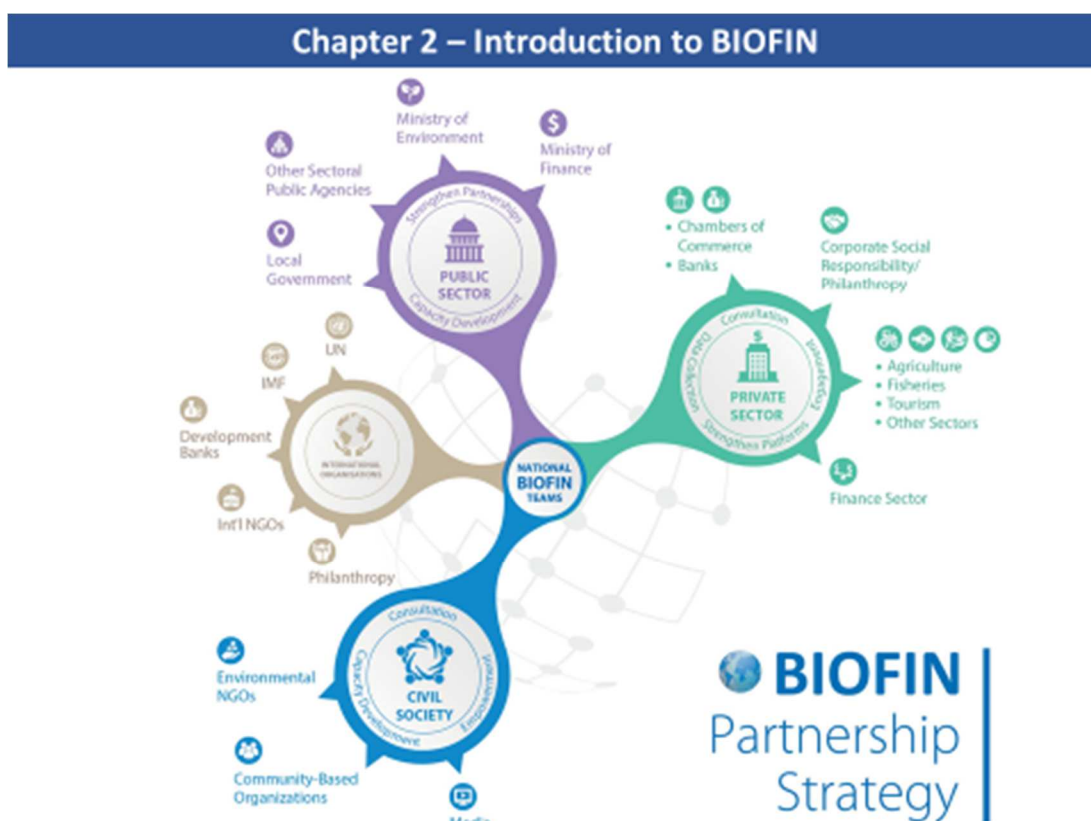 Chapter 2 – Introduction to BIOFIN
Ministry of
Environment
Ministry of
Finance
Other Sectoral
Public Agencies
Local
Government
Strengthen Partnerships
PUBLIC
SECTOR
Capacity Development
• Chambers of
Commerce
• Banks
Corporate Social
Responsibility/
Philanthropy
• Agriculture
• Fisheries
• Tourism
• Other Sectors
Finance Sector
Consultation
Engagement
Strengthen Platforms
Data Collection
PRIVATE
SECTOR
UN
IMF
Development
Banks
Int'l NGOs
Philanthropy
INTERNATIONAL
ORGANISATIONS
NATIONAL
BIOFIN
TEAMS
Consultation
Empowerment
Capacity Development
CIVIL
SOCIETY
Environmental
NGOs
Community-Based
Organizations
Media
BIOFIN
Partnership
Strategy